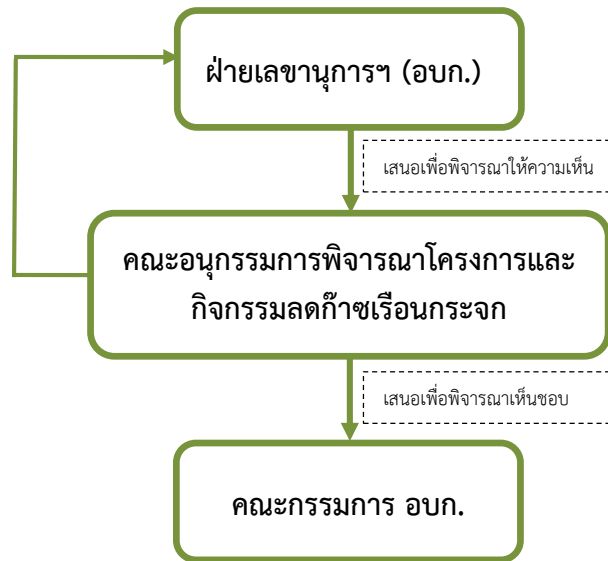 ฝ่ายเลขานุการฯ (อบก.)
เสนอเพื่อพิจารณาให้ความเห็น
คณะอนุกรรมการพิจารณาโครงการและ
กิจกรรมลดก๊าซเรือนกระจก
เสนอเพื่อพิจารณาเห็นชอบ
คณะกรรมการ อบก.